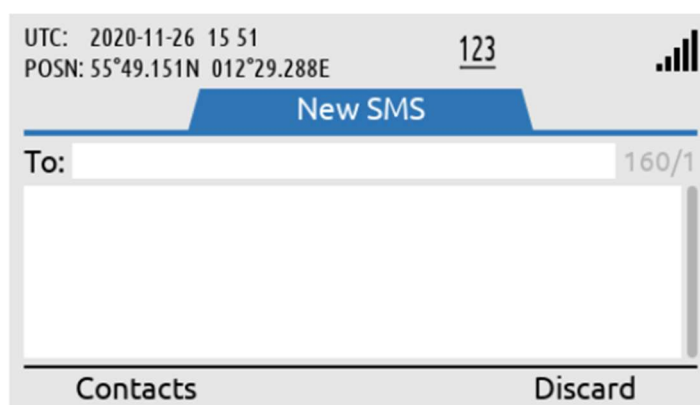 UTC: 2020-11-26 15 51
123
POSN: 55°49.151N 012°29.288E
New SMS
To:
160/1
Contacts
Discard